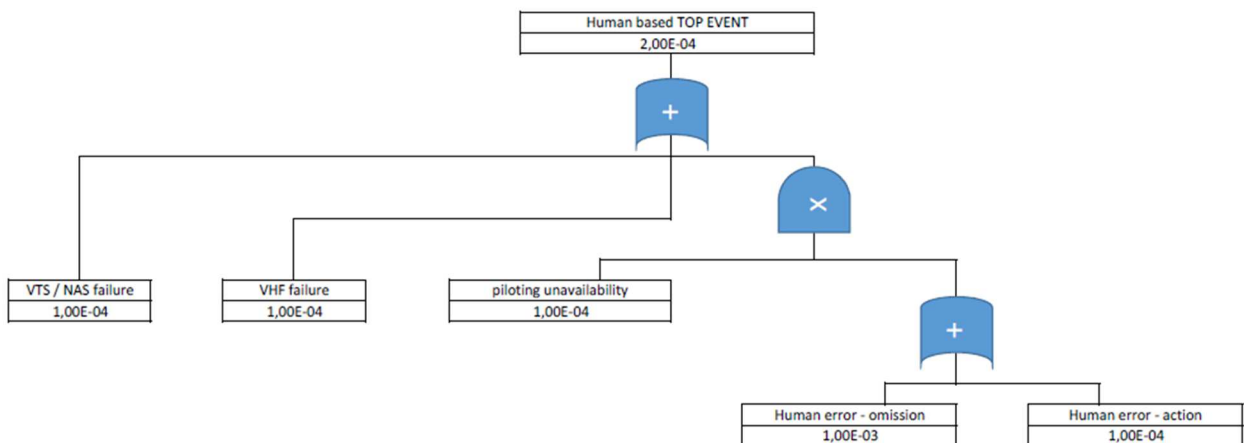 Human based TOP EVENT
2,00E-04
+
x
VTS / NAS failure
1,00E-04
VHF failure
1,00E-04
piloting unavailability
1,00E-04
+
Human error - omission
1,00E-03
Human error - action
1,00E-04